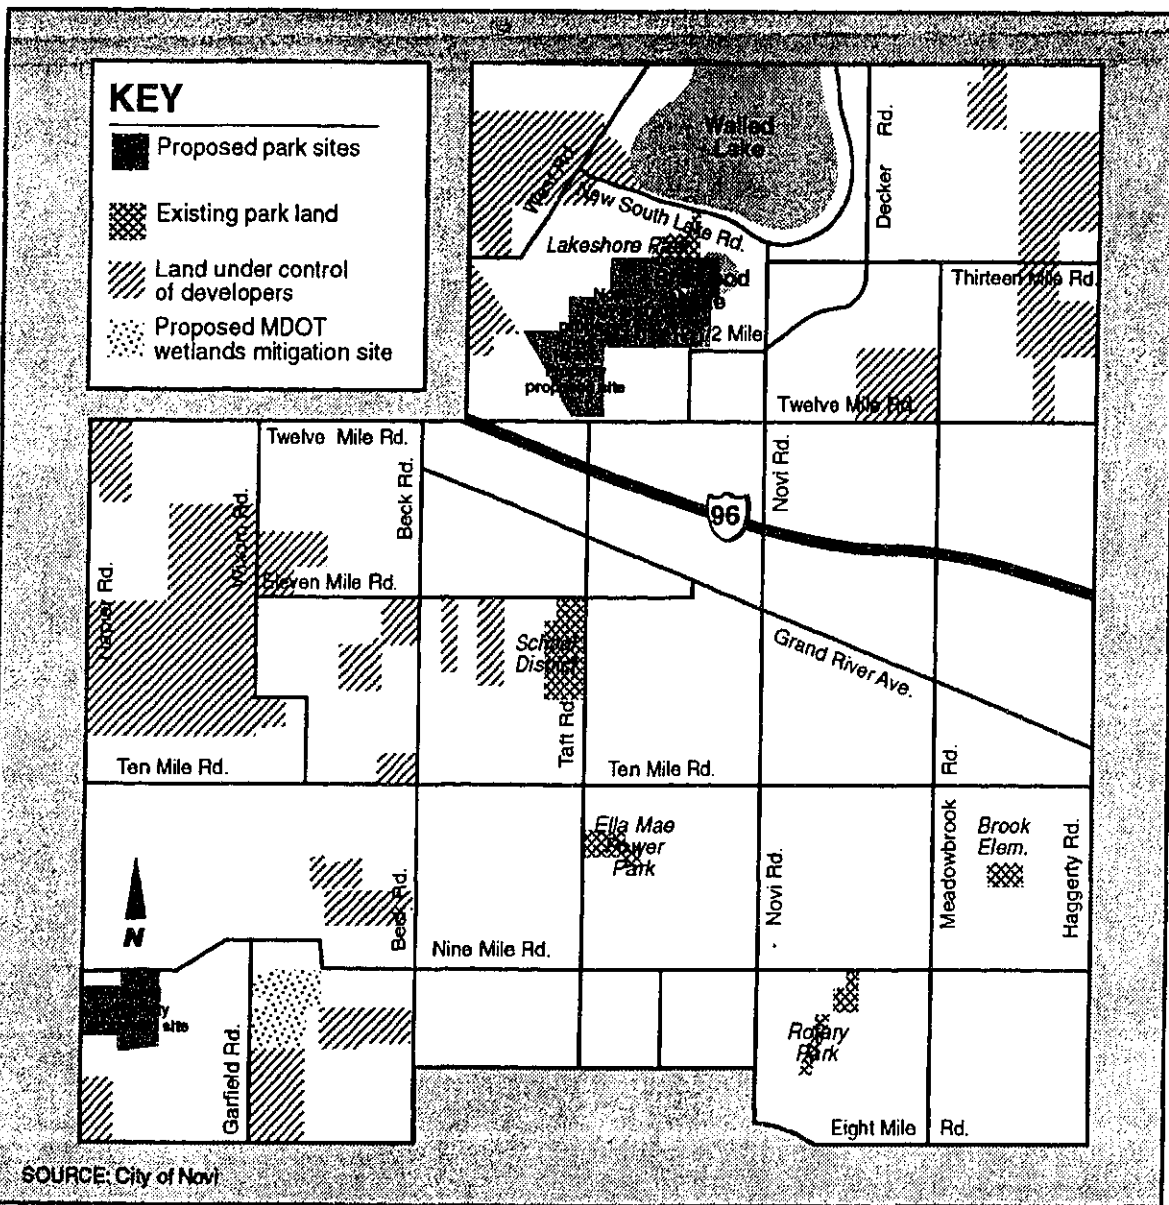 KEY
Proposed park sites
Existing park land
Land under control
of developers
Proposed MDOT
wetlands mitigation site
Walled
Lake
Decker Rd.
West Rd.
New South Lake Rd.
Lakeshore
Thirteen Mile Rd.
2 Mile
proposed site
Twelve Mile Rd.
Twelve Mile Rd.
Beck Rd.
Novi Rd.
96
Napier Rd.
Eleven Mile Rd.
School
District
Grand River Ave.
Taft Rd.
Ten Mile Rd.
Ten Mile Rd.
Ella Mae
Power
Park
Meadowbrook Rd.
Brook
Elem.
Haggerty Rd.
Novi Rd.
Beck Rd.
N
Nine Mile Rd.
site
Garfield Rd.
Rotary
Park
Eight Mile Rd.
SOURCE: City of Novi